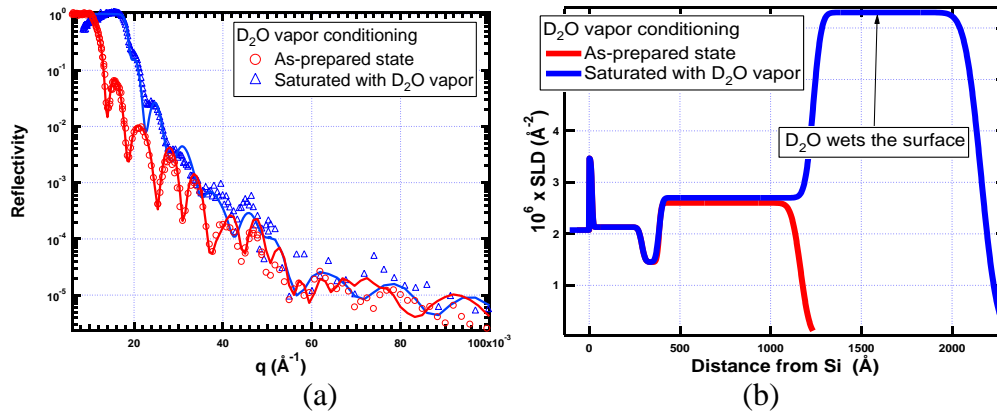 D₂O vapor conditioning
As-prepared state
Saturated with D₂O vapor
10⁰
10⁻¹
10⁻²
10⁻³
10⁻⁴
10⁻⁵
Reflectivity
20
40
60
80
100x10⁻³
q (Å⁻¹)
(a)
D₂O vapor conditioning
As-prepared state
Saturated with D₂O vapor
D₂O wets the surface
4
3
2
1
10⁶ x SLD (Å⁻²)
0
500
1000
1500
2000
Distance from Si (Å)
(b)